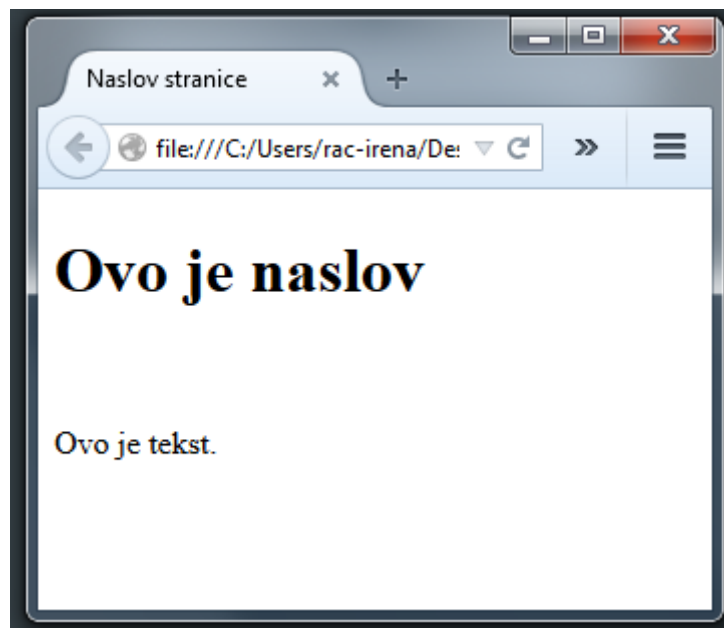 Naslov stranice
file:///C:/Users/rac-irena/De
Ovo je naslov
Ovo je tekst.